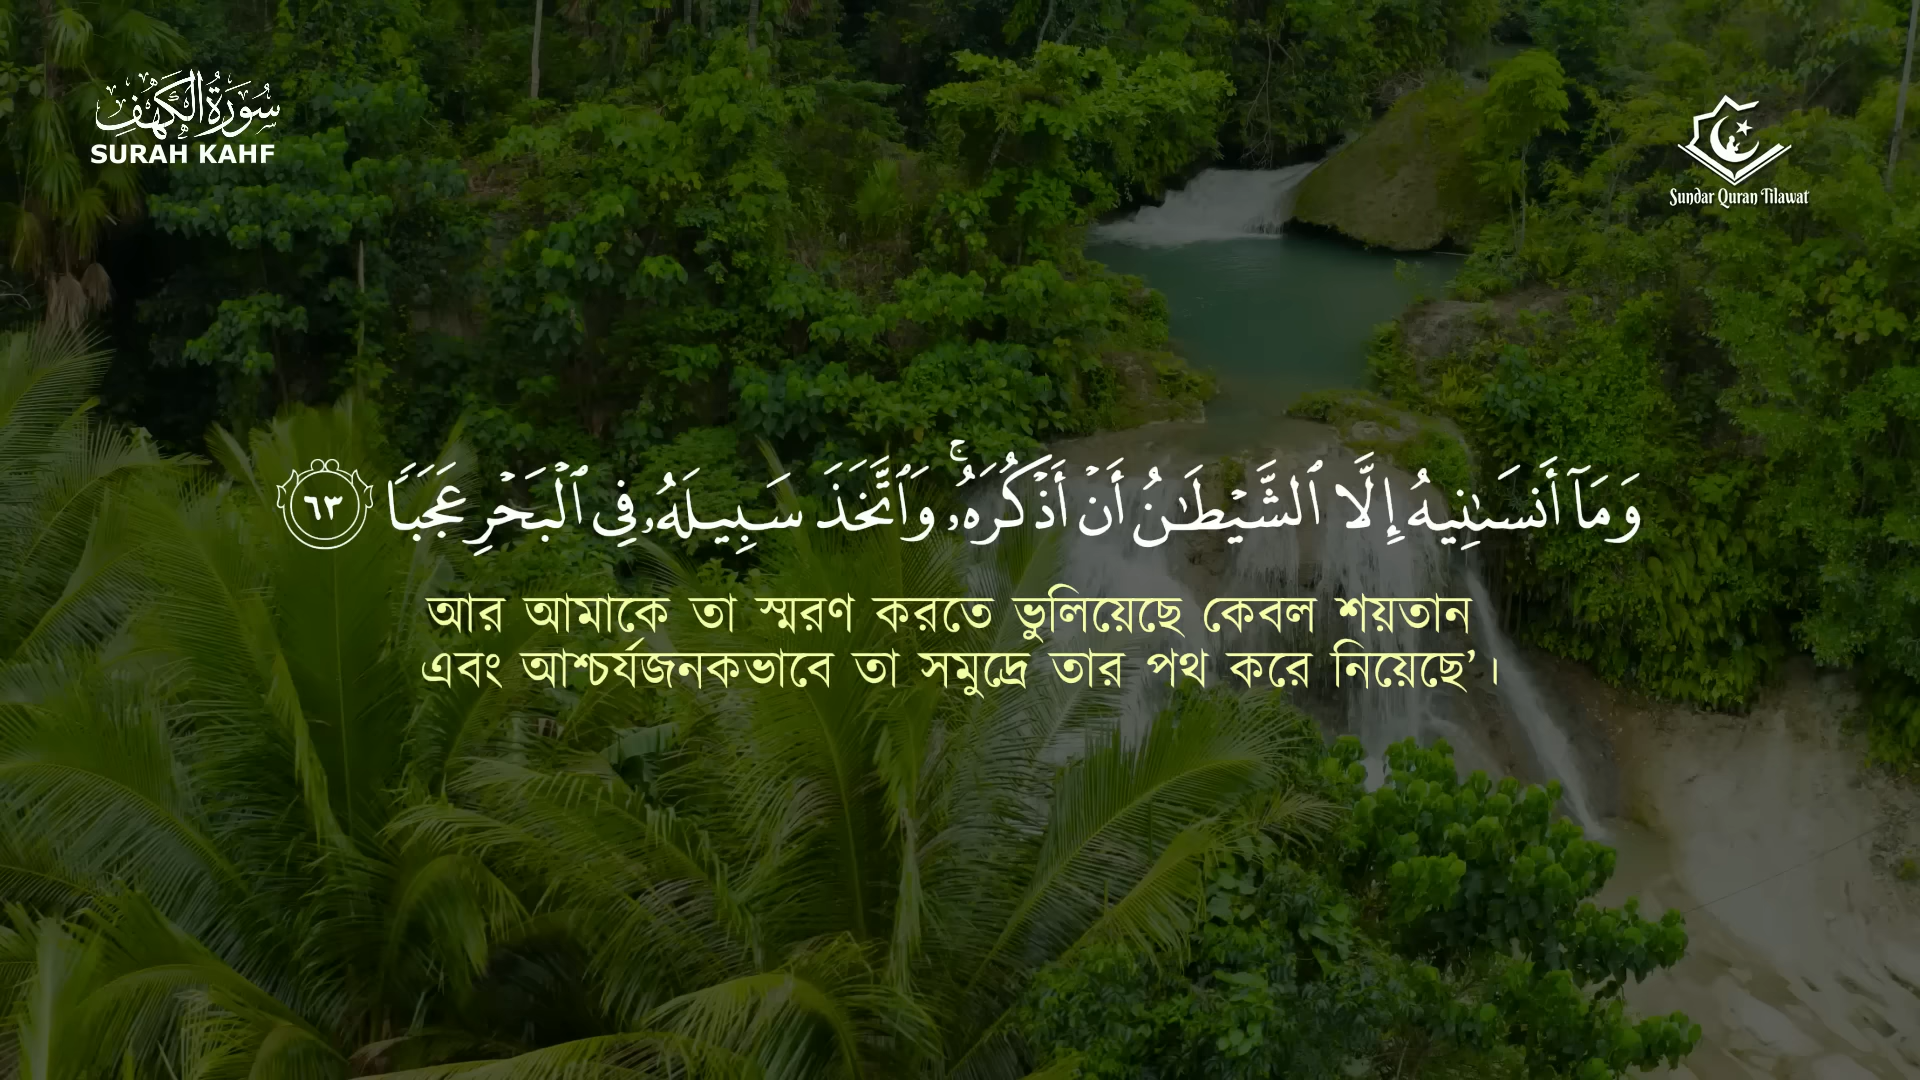 سُورَةُ الْكَهْفِ
SURAH KAHF
Sundar Quran Tilawat
وَمَآ أَنسَىٰنِيهُ إِلَّا ٱلشَّيْطَـٰنُ أَنْ أَذْكُرَهُۥ ۚ وَٱتَّخَذَ سَبِيلَهُۥ فِى ٱلْبَحْرِ عَجَبًا ٦٣
আর আমাকে তা স্মরণ করতে ভুলিয়েছে কেবল শয়তান
এবং আশ্চর্যজনকভাবে তা সমুদ্রে তার পথ করে নিয়েছে’।